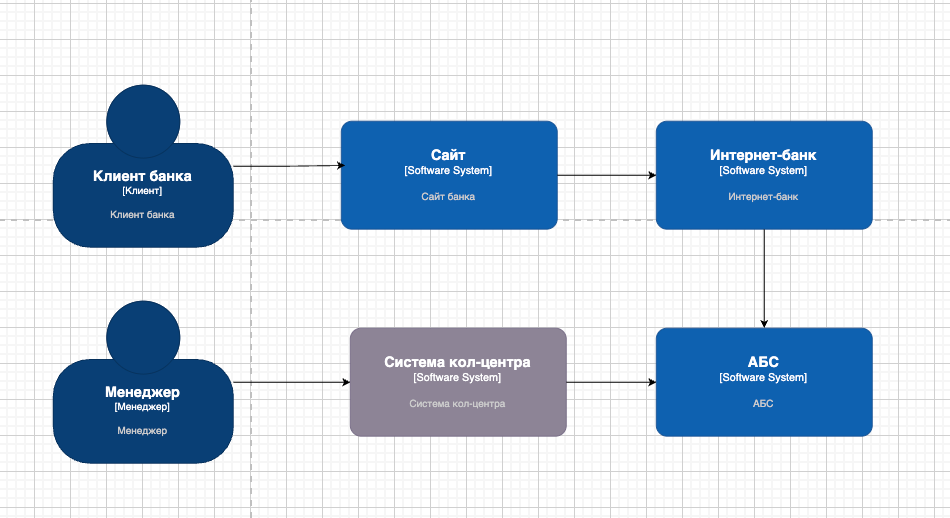 Клиент банка
[Клиент]
Клиент банка
Сайт
[Software System]
Сайт банка
Интернет-банк
[Software System]
Интернет-банк
Менеджер
[Менеджер]
Менеджер
Система кол-центра
[Software System]
Система кол-центра
АБС
[Software System]
АБС